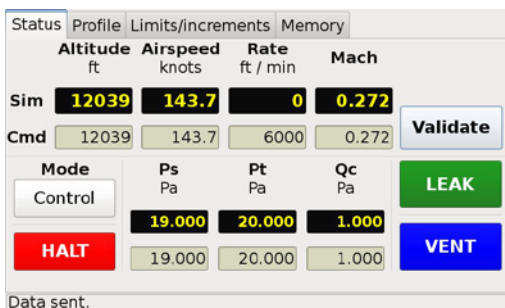 Status Profile Limits/increments Memory
Altitude Airspeed Rate Mach
ft knots ft / min
Sim 12039 143.7 0 0.272
Cmd 12039 143.7 6000 0.272 Validate
Mode Ps Pt Qc LEAK
Control Pa Pa Pa
19.000 20.000 1.000
HALT 19.000 20.000 1.000 VENT
Data sent.